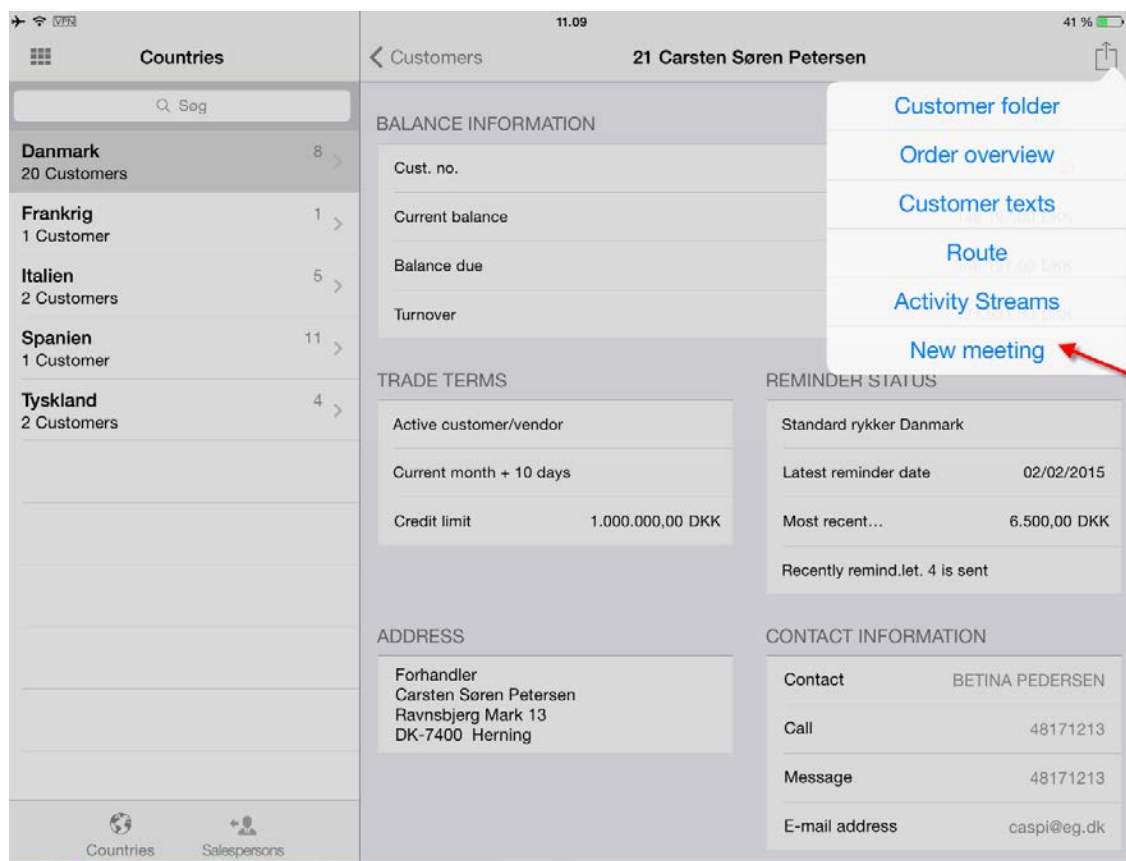 VPN
11.09
41 %
Countries
Customers
21 Carsten Søren Petersen
Søg
Danmark 8
20 Customers
Frankrig 1
1 Customer
Italien 5
2 Customers
Spanien 11
1 Customer
Tyskland 4
2 Customers
Countries
Salespersons
BALANCE INFORMATION
Cust. no.
Current balance
Balance due
Turnover
Customer folder
Order overview
Customer texts
Route
Activity Streams
New meeting
TRADE TERMS
Active customer/vendor
Current month + 10 days
Credit limit 1.000.000,00 DKK
REMINDER STATUS
Standard rykker Danmark
Latest reminder date 02/02/2015
Most recent... 6.500,00 DKK
Recently remind.let. 4 is sent
ADDRESS
Forhandler
Carsten Søren Petersen
Ravnsbjerg Mark 13
DK-7400 Herning
CONTACT INFORMATION
Contact BETINA PEDERSEN
Call 48171213
Message 48171213
E-mail address caspi@eg.dk